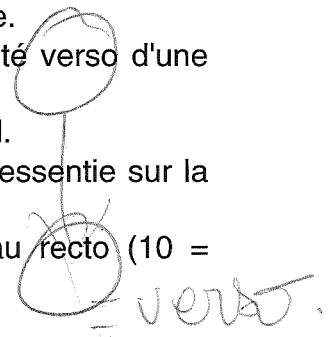 e.
té verso d'une
l.
essentie sur la
au recto (10 =
= verso.